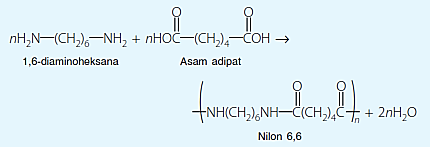 O O
nH₂N—(CH₂)₆—NH₂ + nHOC—(CH₂)₄—COH →
1,6-diaminoheksana Asam adipat
O O
(NH(CH₂)₆NH—C(CH₂)₄C)n + 2nH₂O
Nilon 6,6